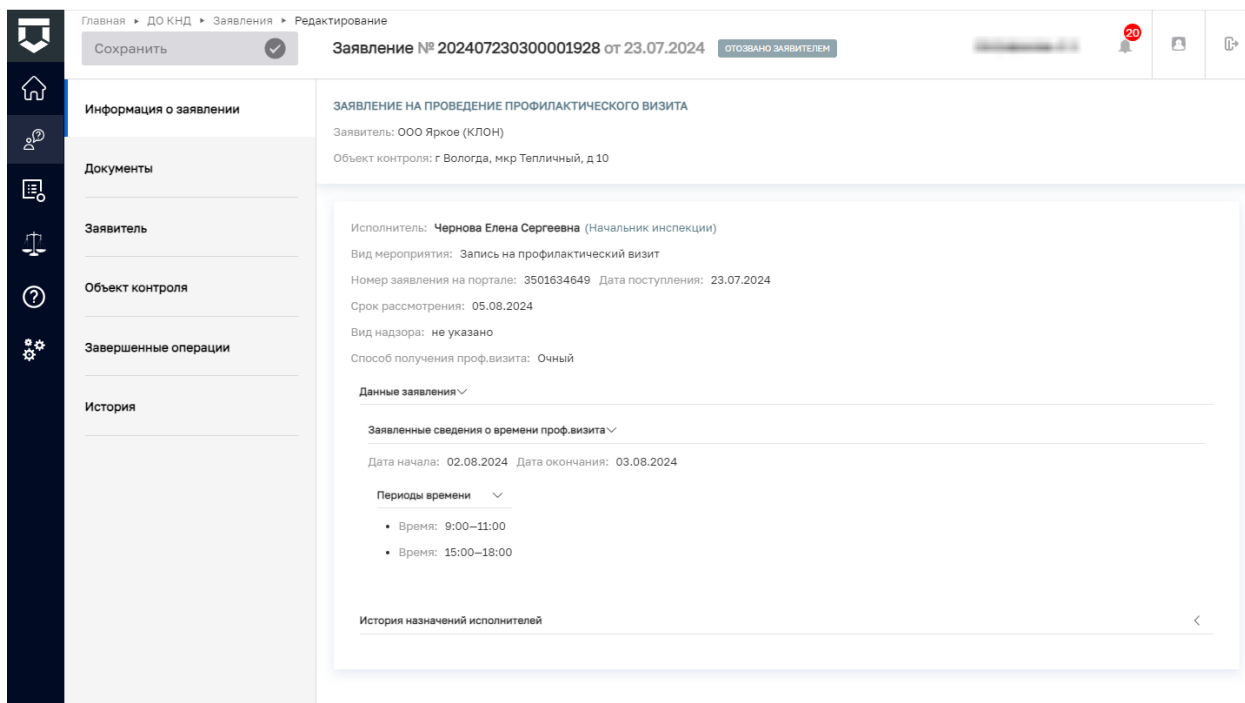 Главная ▸ ДО КНД ▸ Заявления ▸ Редактирование
Сохранить
Заявление № 202407230300001928 от 23.07.2024 ОТОЗВАНО ЗАЯВИТЕЛЕМ
20
Информация о заявлении
Документы
Заявитель
Объект контроля
Завершенные операции
История
ЗАЯВЛЕНИЕ НА ПРОВЕДЕНИЕ ПРОФИЛАКТИЧЕСКОГО ВИЗИТА
Заявитель: ООО Яркое (КЛОН)
Объект контроля: г Вологда, мкр Тепличный, д 10
Исполнитель: Чернова Елена Сергеевна (Начальник инспекции)
Вид мероприятия: Запись на профилактический визит
Номер заявления на портале: 3501634649 Дата поступления: 23.07.2024
Срок рассмотрения: 05.08.2024
Вид надзора: не указано
Способ получения проф.визита: Очный
Данные заявления
Заявленные сведения о времени проф.визита
Дата начала: 02.08.2024 Дата окончания: 03.08.2024
Периоды времени
• Время: 9:00—11:00
• Время: 15:00—18:00
История назначений исполнителей